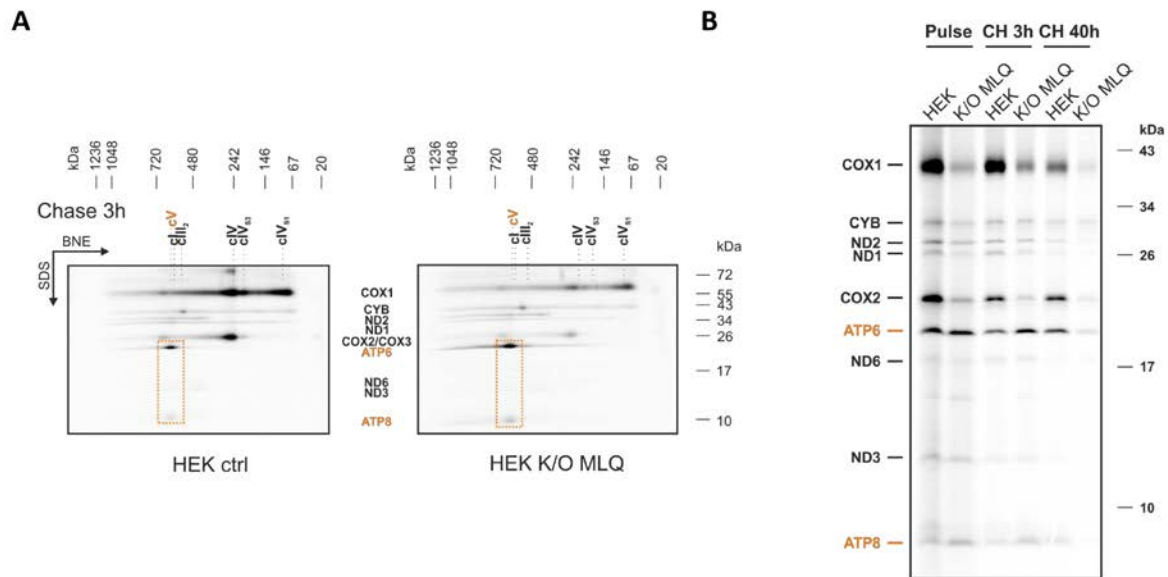 A
kDa
1236
1048
720
480
242
146
67
20
kDa
1236
1048
720
480
242
146
67
20
Chase 3h
BNE
SDS
cI
cV
cIII2
cIV
cIVS3
cIVS1
cI
cV
cIII2
cIV
cIVS3
cIVS1
COX1
CYB
ND2
ND1
COX2/COX3
ATP6
ND6
ND3
ATP8
kDa
72
55
43
34
26
17
10
HEK ctrl
HEK K/O MLQ
B
Pulse CH 3h CH 40h
HEK K/O MLQ HEK K/O MLQ HEK K/O MLQ
COX1
CYB
ND2
ND1
COX2
ATP6
ND6
ND3
ATP8
kDa
43
34
26
17
10